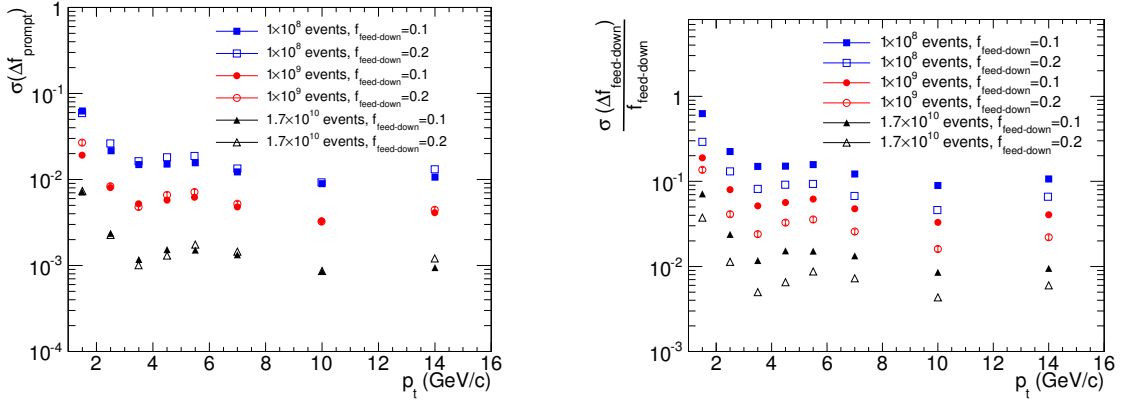 σ(Δf_prompt)
1×10^8 events, f_feed-down=0.1
1×10^8 events, f_feed-down=0.2
1×10^9 events, f_feed-down=0.1
1×10^9 events, f_feed-down=0.2
1.7×10^10 events, f_feed-down=0.1
1.7×10^10 events, f_feed-down=0.2
1
10^-1
10^-2
10^-3
10^-4
2 4 6 8 10 12 14 16
p_t (GeV/c)
σ (Δf_feed-down)
f_feed-down
1×10^8 events, f_feed-down=0.1
1×10^8 events, f_feed-down=0.2
1×10^9 events, f_feed-down=0.1
1×10^9 events, f_feed-down=0.2
1.7×10^10 events, f_feed-down=0.1
1.7×10^10 events, f_feed-down=0.2
1
10^-1
10^-2
10^-3
2 4 6 8 10 12 14 16
p_t (GeV/c)